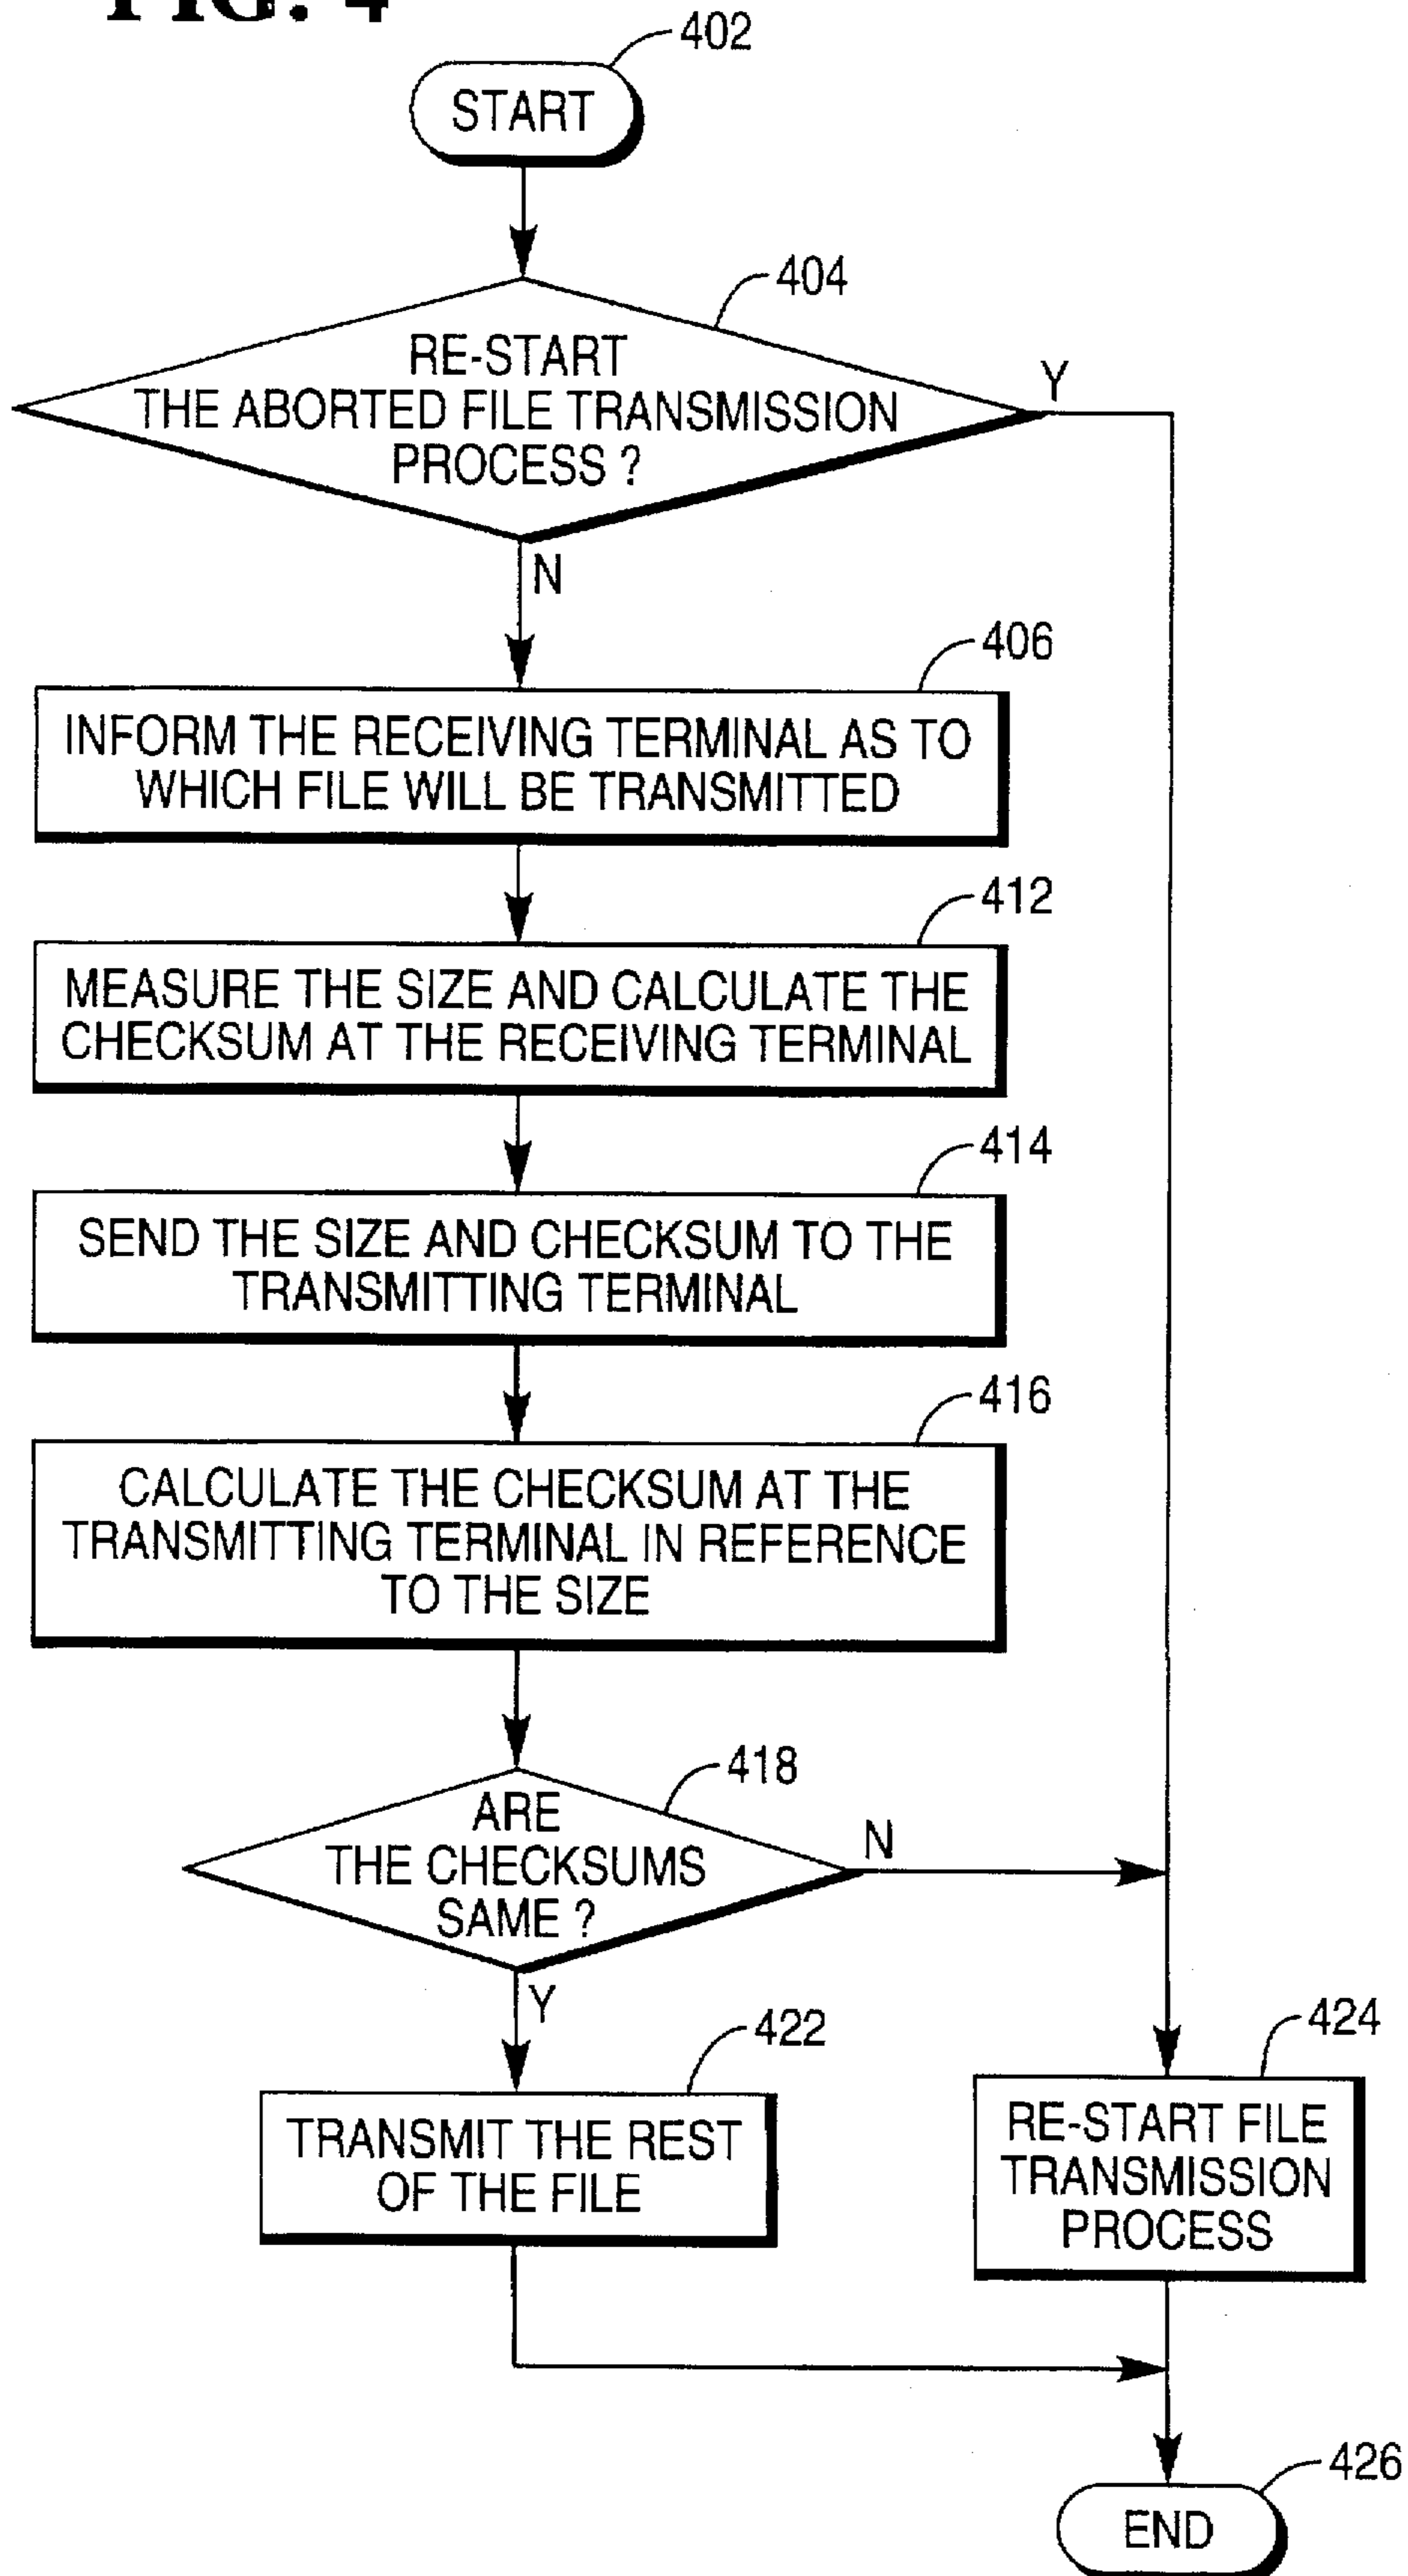 FIG. 4
402
START
404
RE-START
THE ABORTED FILE TRANSMISSION
PROCESS ?
Y
N
406
INFORM THE RECEIVING TERMINAL AS TO
WHICH FILE WILL BE TRANSMITTED
412
MEASURE THE SIZE AND CALCULATE THE
CHECKSUM AT THE RECEIVING TERMINAL
414
SEND THE SIZE AND CHECKSUM TO THE
TRANSMITTING TERMINAL
416
CALCULATE THE CHECKSUM AT THE
TRANSMITTING TERMINAL IN REFERENCE
TO THE SIZE
418
ARE
THE CHECKSUMS
SAME ?
N
Y
422
TRANSMIT THE REST
OF THE FILE
424
RE-START FILE
TRANSMISSION
PROCESS
426
END